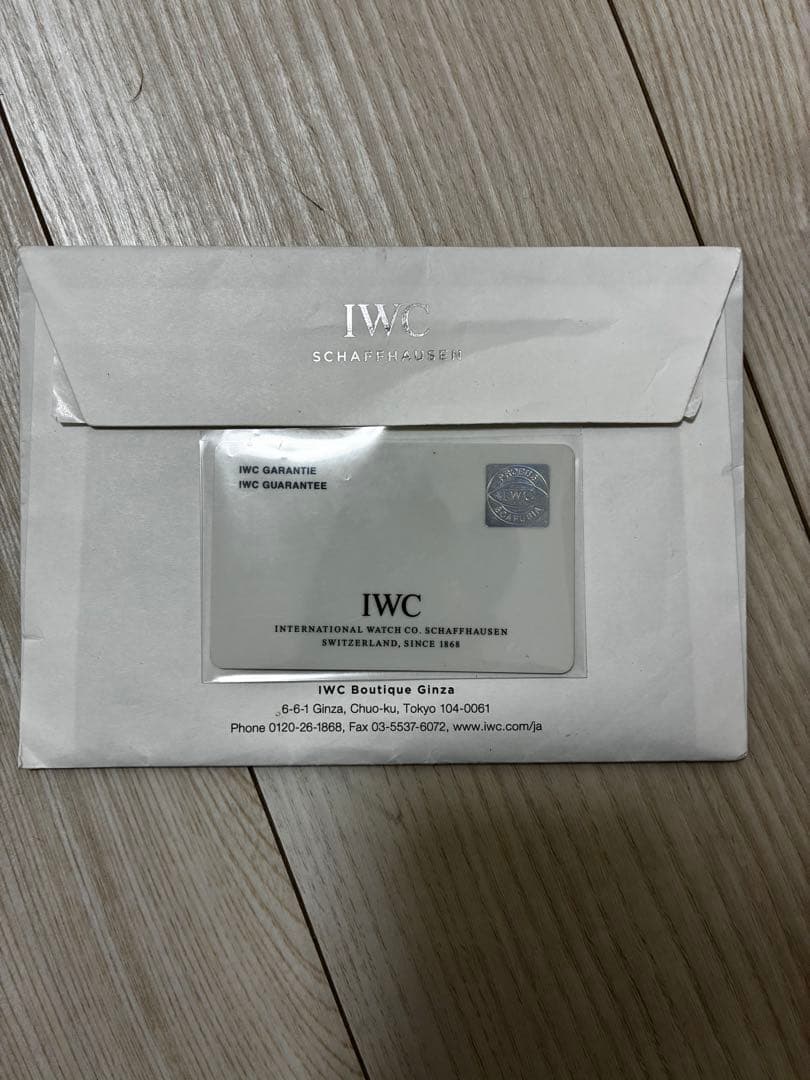 IWC
SCHAFFHAUSEN
IWC GARANTIE
IWC GUARANTEE
PROBUS
IWC
SCAFUSIA
IWC
INTERNATIONAL WATCH CO. SCHAFFHAUSEN
SWITZERLAND, SINCE 1868
IWC Boutique Ginza
6-6-1 Ginza, Chuo-ku, Tokyo 104-0061
Phone 0120-26-1868, Fax 03-5537-6072, www.iwc.com/ja